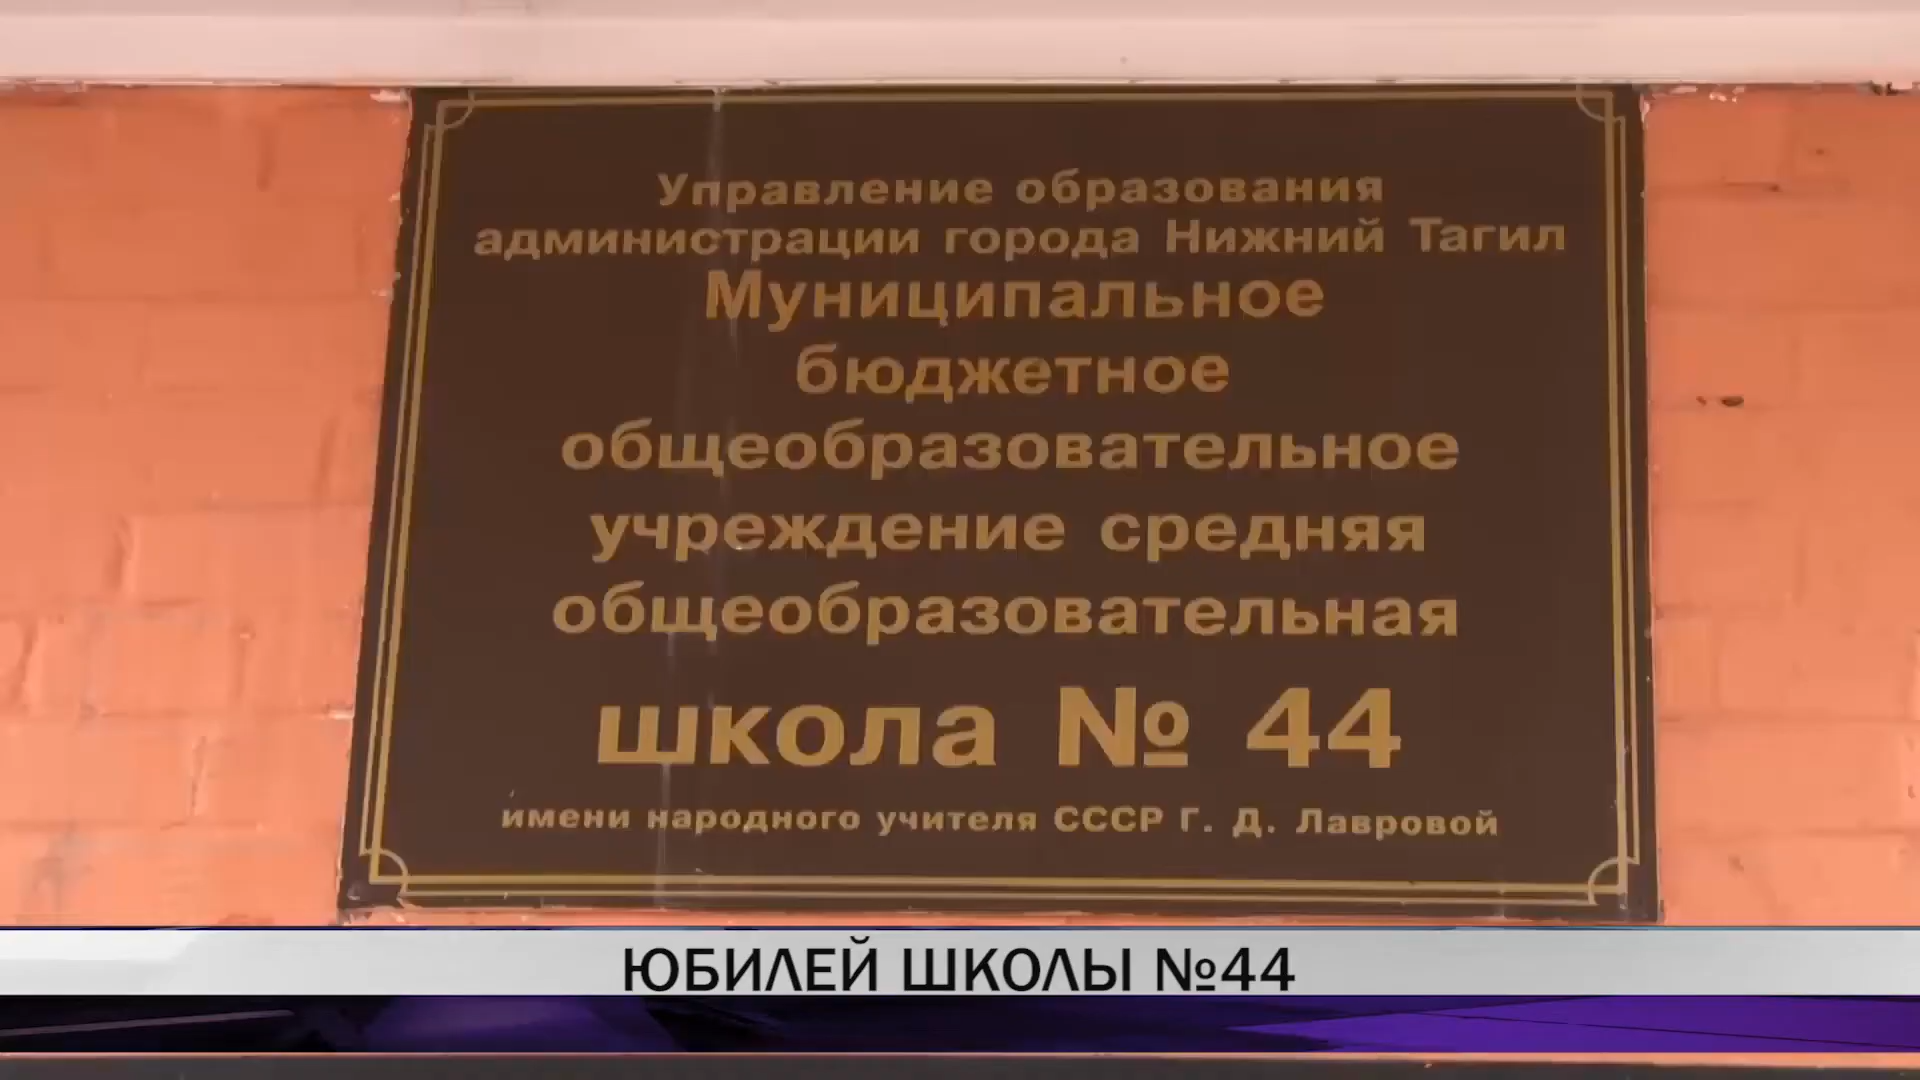 Управление образования
администрации города Нижний Тагил
Муниципальное
бюджетное
общеобразовательное
учреждение средняя
общеобразовательная
школа № 44
имени народного учителя СССР Г. Д. Лавровой
ЮБИЛЕЙ ШКОЛЫ №44